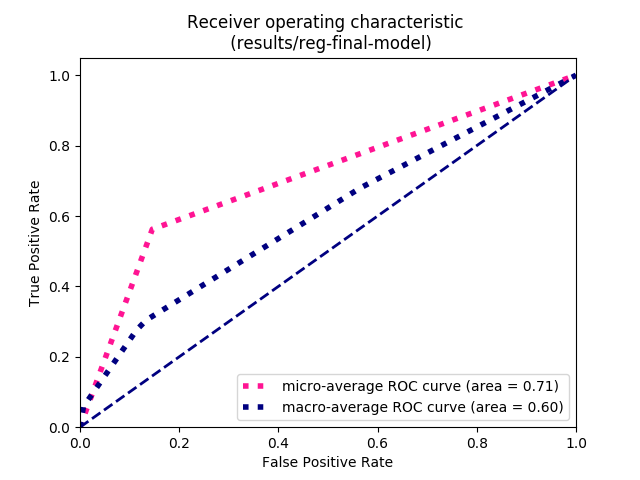 Receiver operating characteristic
(results/reg-final-model)
1.0
0.8
0.6
0.4
0.2
0.0
True Positive Rate
micro-average ROC curve (area = 0.71)
macro-average ROC curve (area = 0.60)
0.0 0.2 0.4 0.6 0.8 1.0
False Positive Rate